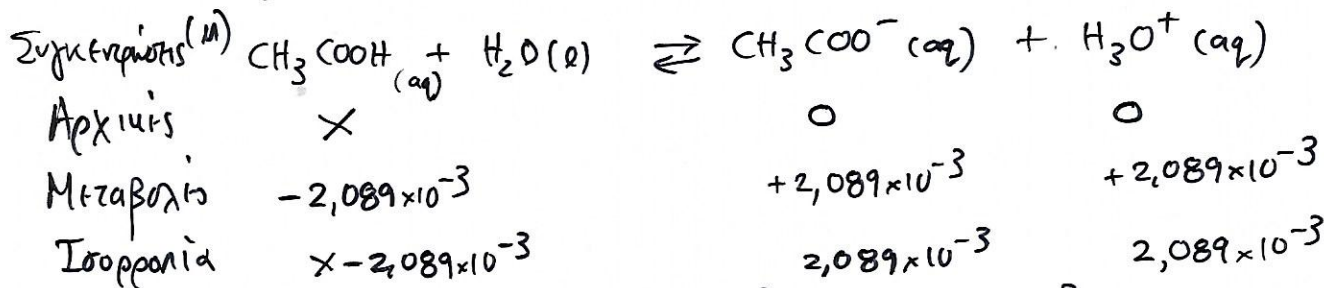 Συγκεντρώσεις (M) CH₃COOH (aq) + H₂O(l) ⇄ CH₃COO⁻ (aq) + H₃O⁺ (aq)
Αρχικές x 0 0
Μεταβολές -2,089×10⁻³ +2,089×10⁻³ +2,089×10⁻³
Ισορροπία x-2,089×10⁻³ 2,089×10⁻³ 2,089×10⁻³